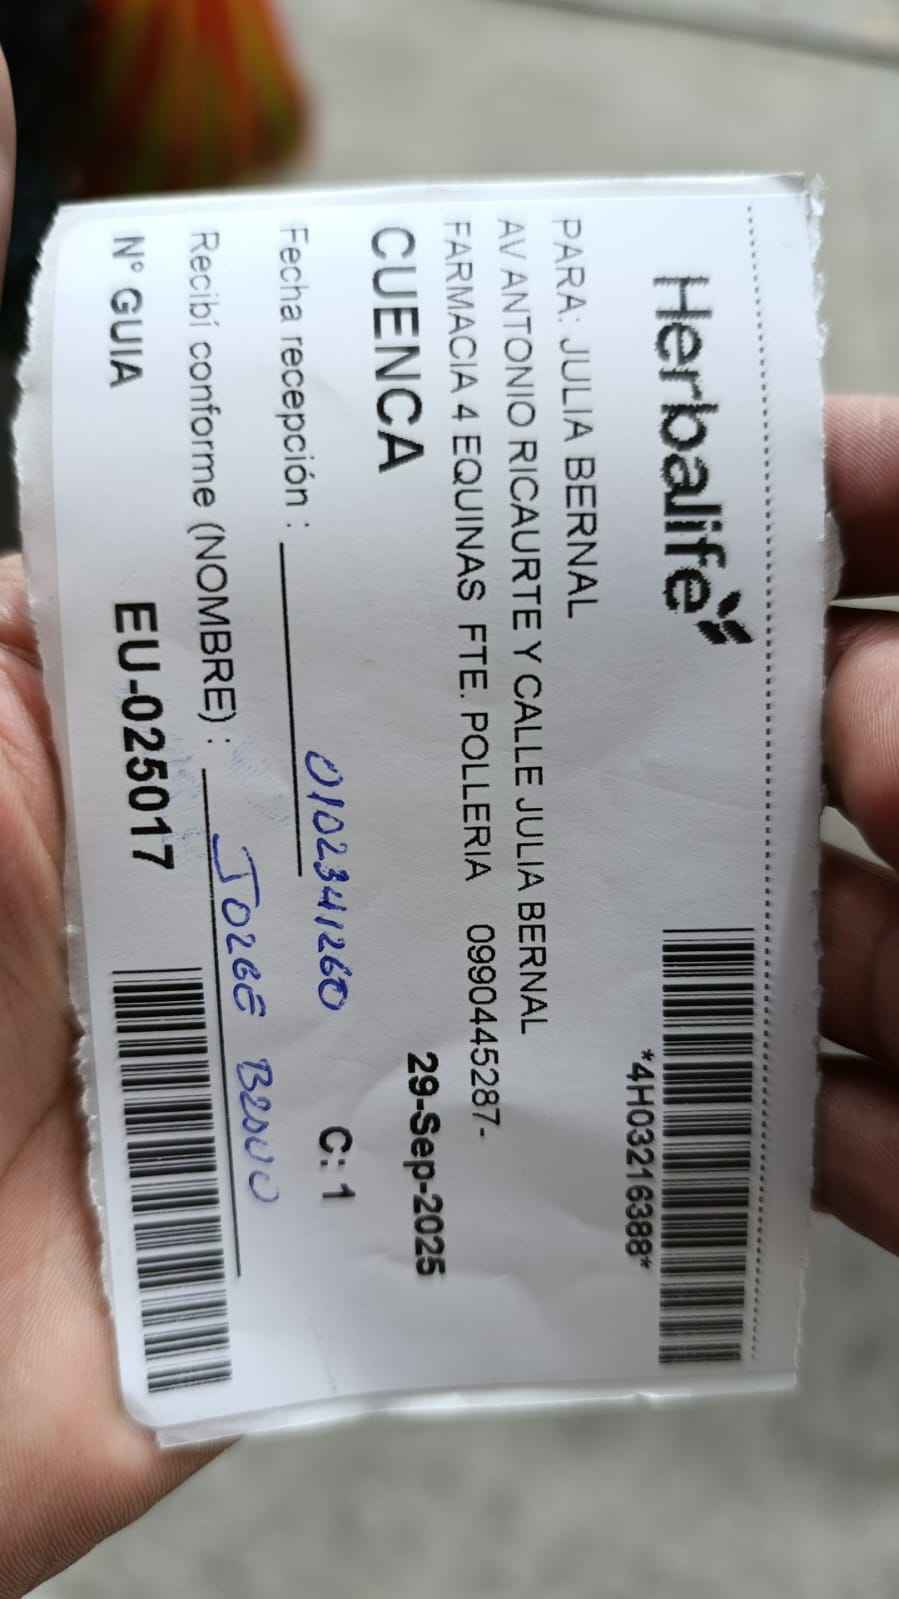 Herbalife
*4H03216388*
PARA: JULIA BERNAL
AV ANTONIO RICAURTE Y CALLE JULIA BERNAL
FARMACIA 4 EQUINAS FTE. POLLERIA 0990445287-
CUENCA 29-Sep-2025
Fecha recepción : 0102341260 C: 1
Recibí conforme (NOMBRE) : JORGE BRAVO
N° GUIA EU-025017